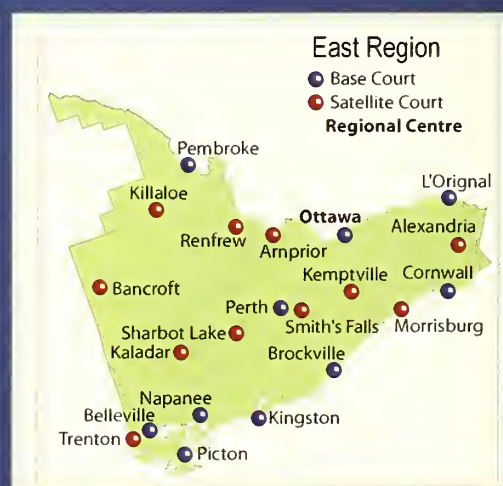 East Region
Base Court
Satellite Court
Regional Centre
Pembroke
L'Orignal
Killaloe
Ottawa
Alexandria
Renfrew
Arnprior
Kemptville
Cornwall
Bancroft
Perth
Smith's Falls
Morrisburg
Sharbot Lake
Kaladar
Brockville
Napanee
Belleville
Kingston
Trenton
Picton